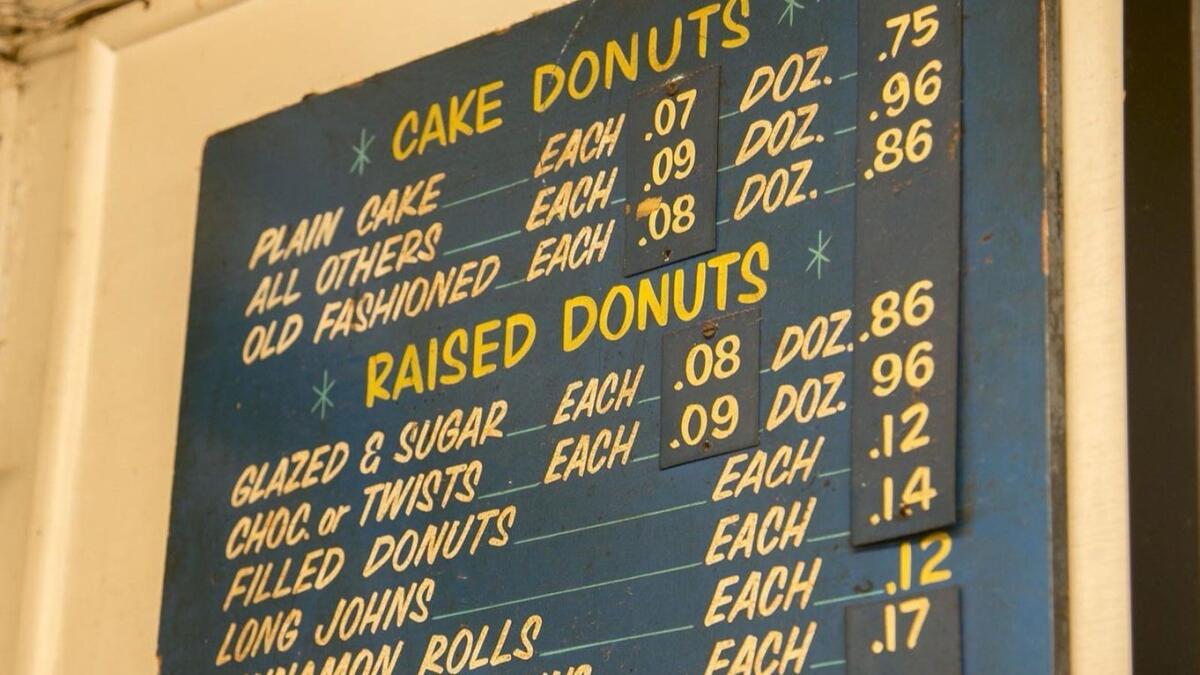 CAKE DONUTS
PLAIN CAKE EACH .07 DOZ. .75
ALL OTHERS EACH .09 DOZ. .96
OLD FASHIONED EACH .08 DOZ. .86
RAISED DONUTS
GLAZED & SUGAR EACH .08 DOZ. .86
CHOC. or TWISTS EACH .09 DOZ. 96
FILLED DONUTS EACH .12
LONG JOHNS EACH .14
ROLLS EACH .12
EACH .17